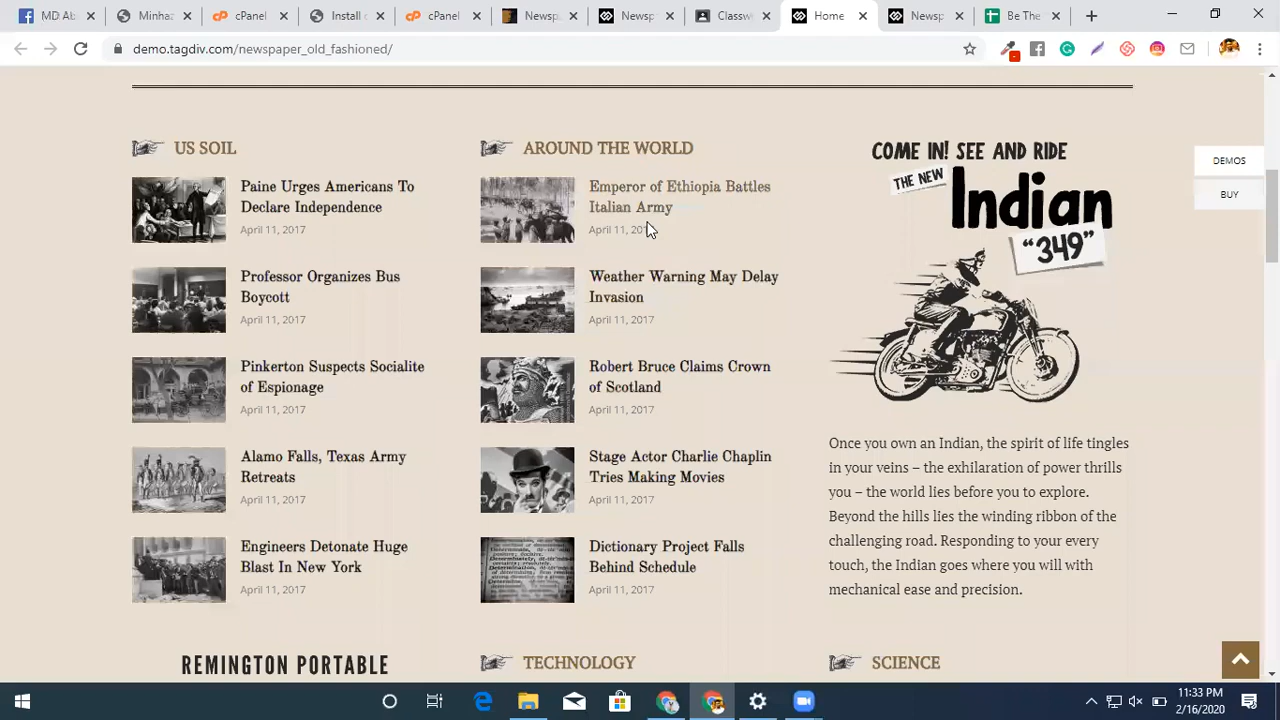 MD:
Minhaz
cPanel
Install c
cPanel
Newsp
Newsp
Classw
Home
Newsp
Be The
demo.tagdiv.com/newspaper_old_fashioned/
DEMOS
BUY
US SOIL
Paine Urges Americans To
Declare Independence
April 11, 2017
Professor Organizes Bus
Boycott
April 11, 2017
Pinkerton Suspects Socialite
of Espionage
April 11, 2017
Alamo Falls, Texas Army
Retreats
April 11, 2017
Engineers Detonate Huge
Blast In New York
April 11, 2017
AROUND THE WORLD
Emperor of Ethiopia Battles
Italian Army
April 11, 2017
Weather Warning May Delay
Invasion
April 11, 2017
Robert Bruce Claims Crown
of Scotland
April 11, 2017
Stage Actor Charlie Chaplin
Tries Making Movies
April 11, 2017
Dictionary Project Falls
Behind Schedule
April 11, 2017
COME IN! SEE AND RIDE
THE NEW
Indian
"349"
Once you own an Indian, the spirit of life tingles
in your veins – the exhilaration of power thrills
you – the world lies before you to explore.
Beyond the hills lies the winding ribbon of the
challenging road. Responding to your every
touch, the Indian goes where you will with
mechanical ease and precision.
REMINGTON PORTABLE
TECHNOLOGY
SCIENCE
11:33 PM
2/16/2020